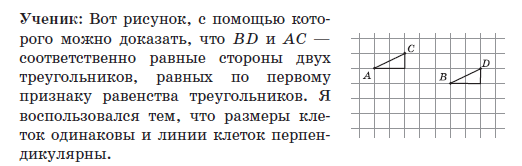 Ученик: Вот рисунок, с помощью кото-
рого можно доказать, что BD и AC —
соответственно равные стороны двух
треугольников, равных по первому
признаку равенства треугольников. Я
воспользовался тем, что размеры кле-
ток одинаковы и линии клеток перпен-
дикулярны.
C
A
D
B